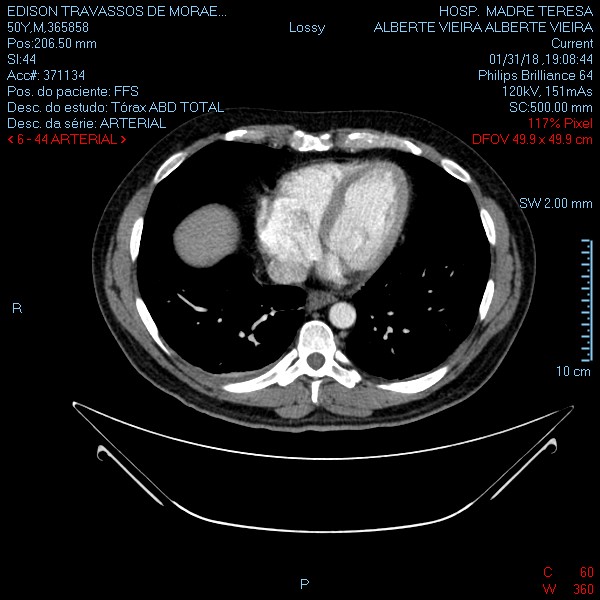 EDISON TRAVASSOS DE MORAE...
50Y,M,365858
Pos:206.50 mm
SI:44
Acc#: 371134
Pos. do paciente: FFS
Desc. do estudo: Tórax ABD TOTAL
Desc. da série: ARTERIAL
< 6 - 44 ARTERIAL >
Lossy
HOSP. MADRE TERESA
ALBERTE VIEIRA ALBERTE VIEIRA
Current
01/31/18 ,19:08:44
Philips Brilliance 64
120kV, 151mAs
SC:500.00 mm
117% Pixel
DFOV 49.9 x 49.9 cm
SW 2.00 mm
R
10 cm
P
C 60
W 360